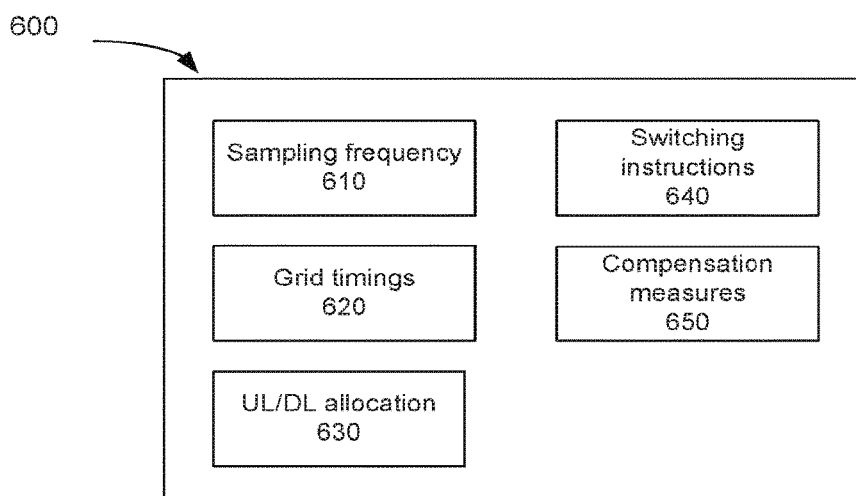 600
Sampling frequency
610
Switching
instructions
640
Grid timings
620
Compensation
measures
650
UL/DL allocation
630